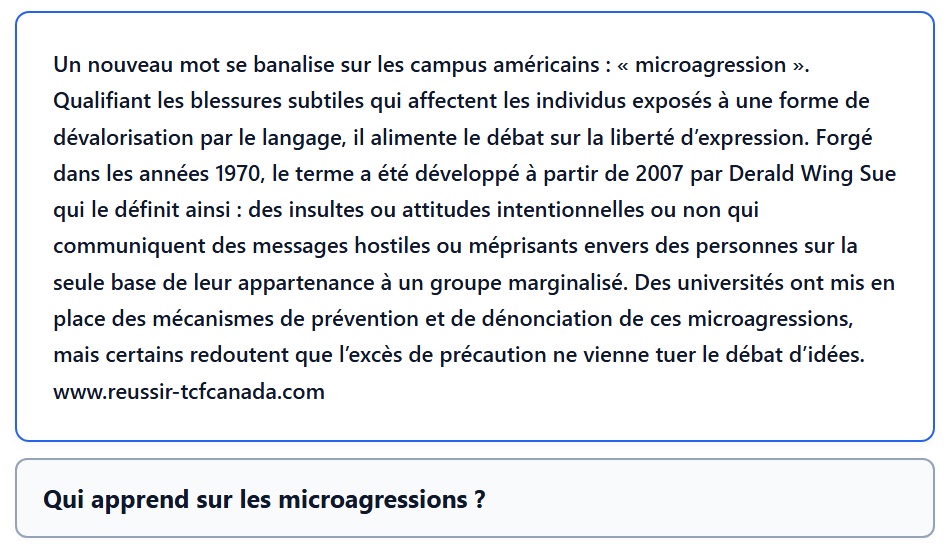 Un nouveau mot se banalise sur les campus américains : « microagression ».
Qualifiant les blessures subtiles qui affectent les individus exposés à une forme de
dévalorisation par le langage, il alimente le débat sur la liberté d’expression. Forgé
dans les années 1970, le terme a été développé à partir de 2007 par Derald Wing Sue
qui le définit ainsi : des insultes ou attitudes intentionnelles ou non qui
communiquent des messages hostiles ou méprisants envers des personnes sur la
seule base de leur appartenance à un groupe marginalisé. Des universités ont mis en
place des mécanismes de prévention et de dénonciation de ces microagressions,
mais certains redoutent que l’excès de précaution ne vienne tuer le débat d’idées.
www.reussir-tcfcanada.com
Qui apprend sur les microagressions ?